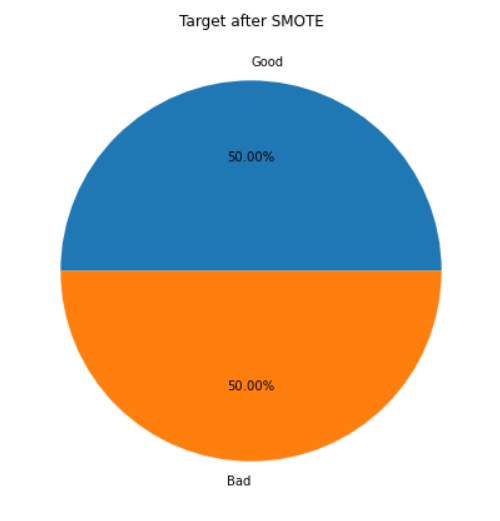 Target after SMOTE
Good
50.00%
50.00%
Bad